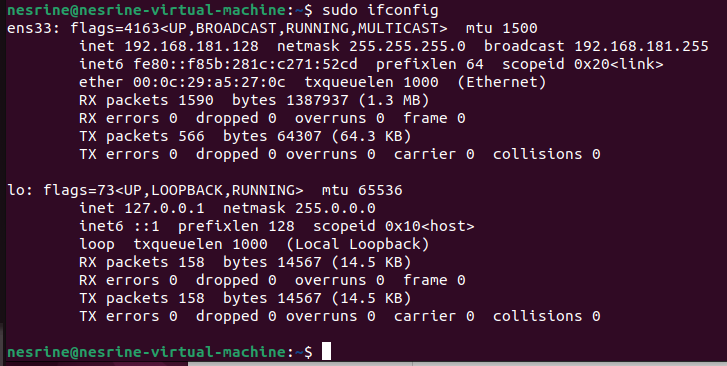 nesrine@nesrine-virtual-machine:~$ sudo ifconfig
ens33: flags=4163<UP,BROADCAST,RUNNING,MULTICAST>  mtu 1500
        inet 192.168.181.128  netmask 255.255.255.0  broadcast 192.168.181.255
        inet6 fe80::f85b:281c:c271:52cd  prefixlen 64  scopeid 0x20<link>
        ether 00:0c:29:a5:27:0c  txqueuelen 1000  (Ethernet)
        RX packets 1590  bytes 1387937 (1.3 MB)
        RX errors 0  dropped 0  overruns 0  frame 0
        TX packets 566  bytes 64307 (64.3 KB)
        TX errors 0  dropped 0 overruns 0  carrier 0  collisions 0

lo: flags=73<UP,LOOPBACK,RUNNING>  mtu 65536
        inet 127.0.0.1  netmask 255.0.0.0
        inet6 ::1  prefixlen 128  scopeid 0x10<host>
        loop  txqueuelen 1000  (Local Loopback)
        RX packets 158  bytes 14567 (14.5 KB)
        RX errors 0  dropped 0  overruns 0  frame 0
        TX packets 158  bytes 14567 (14.5 KB)
        TX errors 0  dropped 0 overruns 0  carrier 0  collisions 0

nesrine@nesrine-virtual-machine:~$